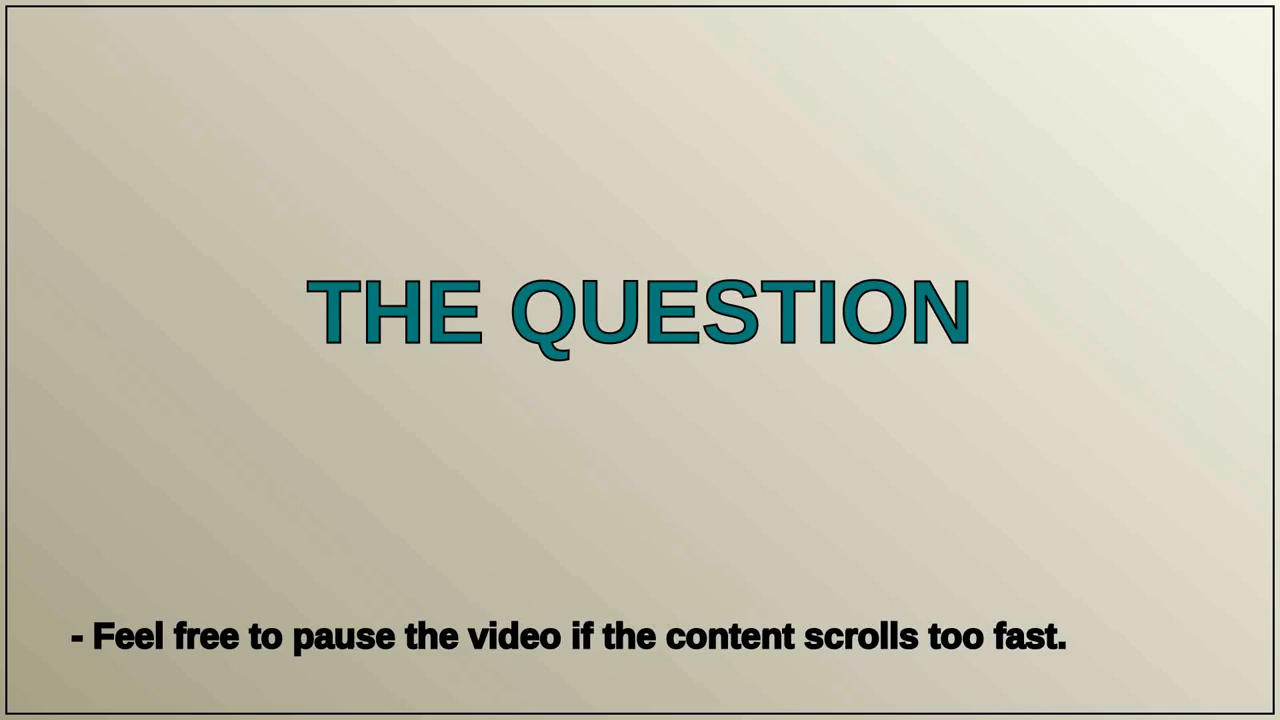 THE QUESTION
- Feel free to pause the video if the content scrolls too fast.